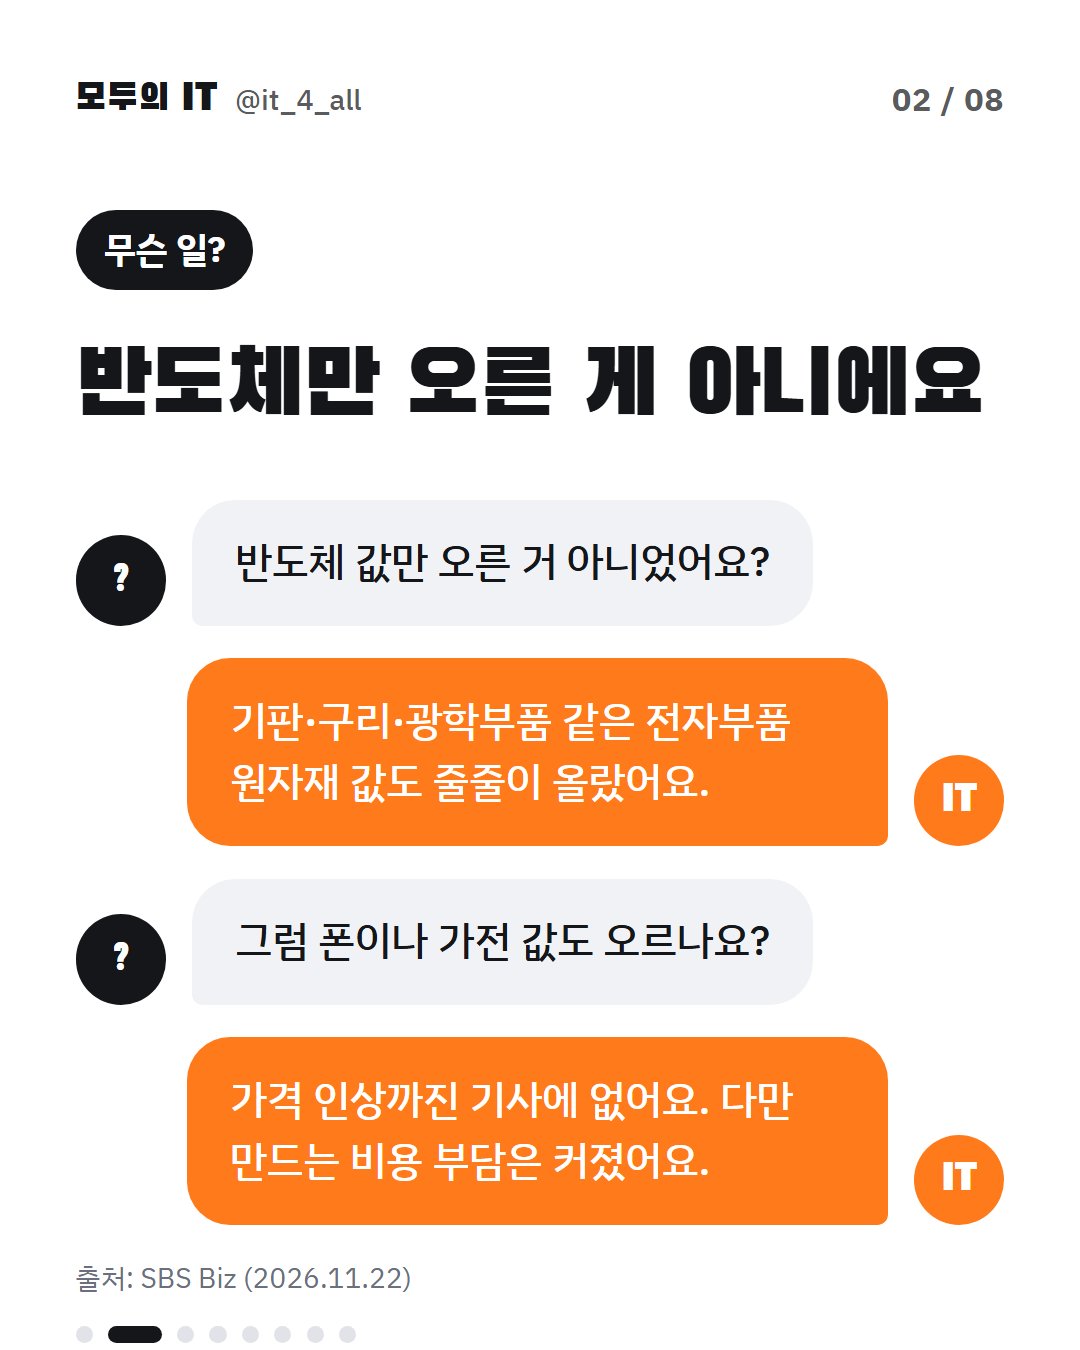 모두의 IT @it_4_all
02 / 08
무슨 일?
반도체만 오른 게 아니에요
?
반도체 값만 오른 거 아니었어요?
기판·구리·광학부품 같은 전자부품
원자재 값도 줄줄이 올랐어요.
IT
?
그럼 폰이나 가전 값도 오르나요?
가격 인상까진 기사에 없어요. 다만
만드는 비용 부담은 커졌어요.
IT
출처: SBS Biz (2026.11.22)